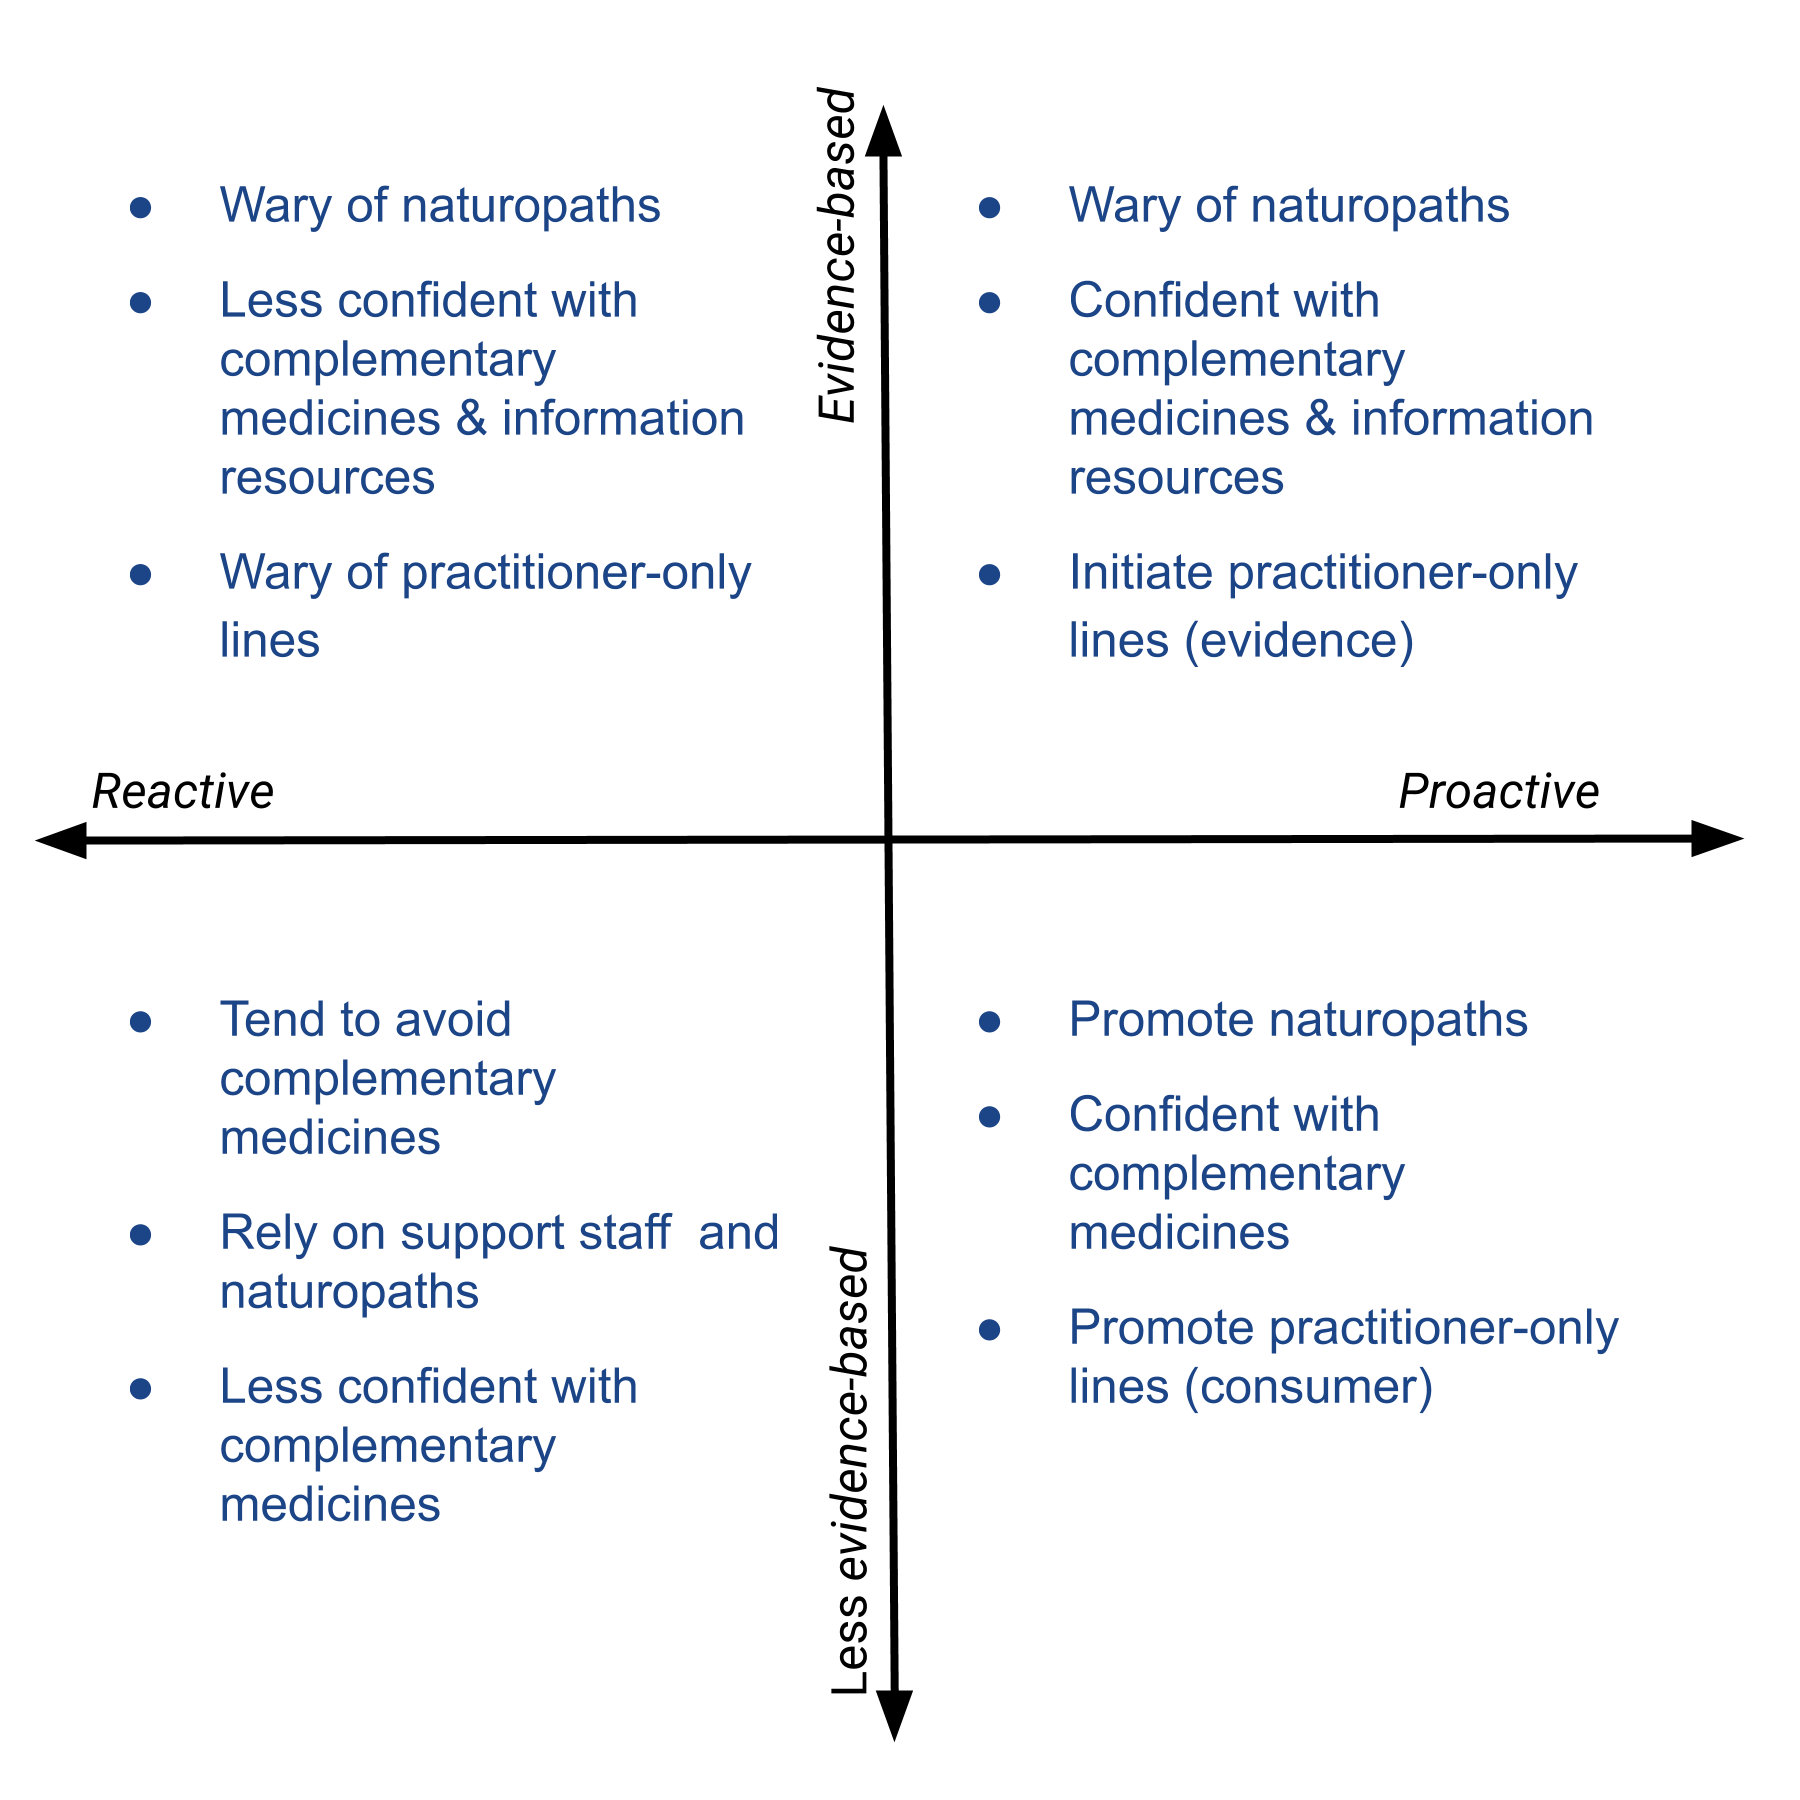 Evidence-based
● Wary of naturopaths
● Less confident with
complementary
medicines & information
resources
● Wary of practitioner-only
lines
● Wary of naturopaths
● Confident with
complementary
medicines & information
resources
● Initiate practitioner-only
lines (evidence)
Reactive
Proactive
● Tend to avoid
complementary
medicines
● Rely on support staff  and
naturopaths
● Less confident with
complementary
medicines
Less evidence-based
● Promote naturopaths
● Confident with
complementary
medicines
● Promote practitioner-only
lines (consumer)